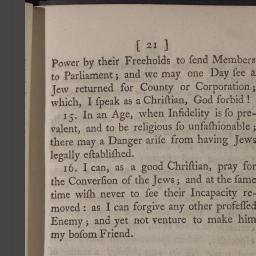 [ 21 ]
Power by their Freeholds to ſend Members
to Parliament ; and we may one Day ſee a
Jew returned for County or Corporation ;
which, I ſpeak as a Chriſtian, God forbid !
15. In an Age, when Infidelity is ſo pre-
valent, and to be religious ſo unfaſhionable ;
there may a Danger ariſe from having Jews
legally eſtabliſhed.
16. I can, as a good Chriſtian, pray for
the Converſion of the Jews ; and at the ſame
time wiſh never to ſee their Incapacity re-
moved : as I can forgive any other profeſſed
Enemy ; and yet not venture to make him
my boſom Friend.